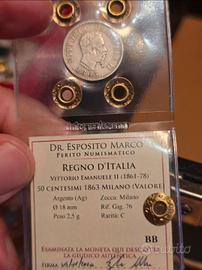 DR. ESPOSITO MARCO
PERITO NUMISMATICO
REGNO D'ITALIA
VITTORIO EMANUELE II (1861-78)
50 CENTESIMI 1863 MILANO (VALORE)
Argento (Ag) Zecca: Milano
Ø 18 mm Rif. Gig. 76
Peso 2,5 g Rarità: C
BB
ESAMINATA LA MONETA QUI DESCRITTA
LA GIUDICO AUTENTICA